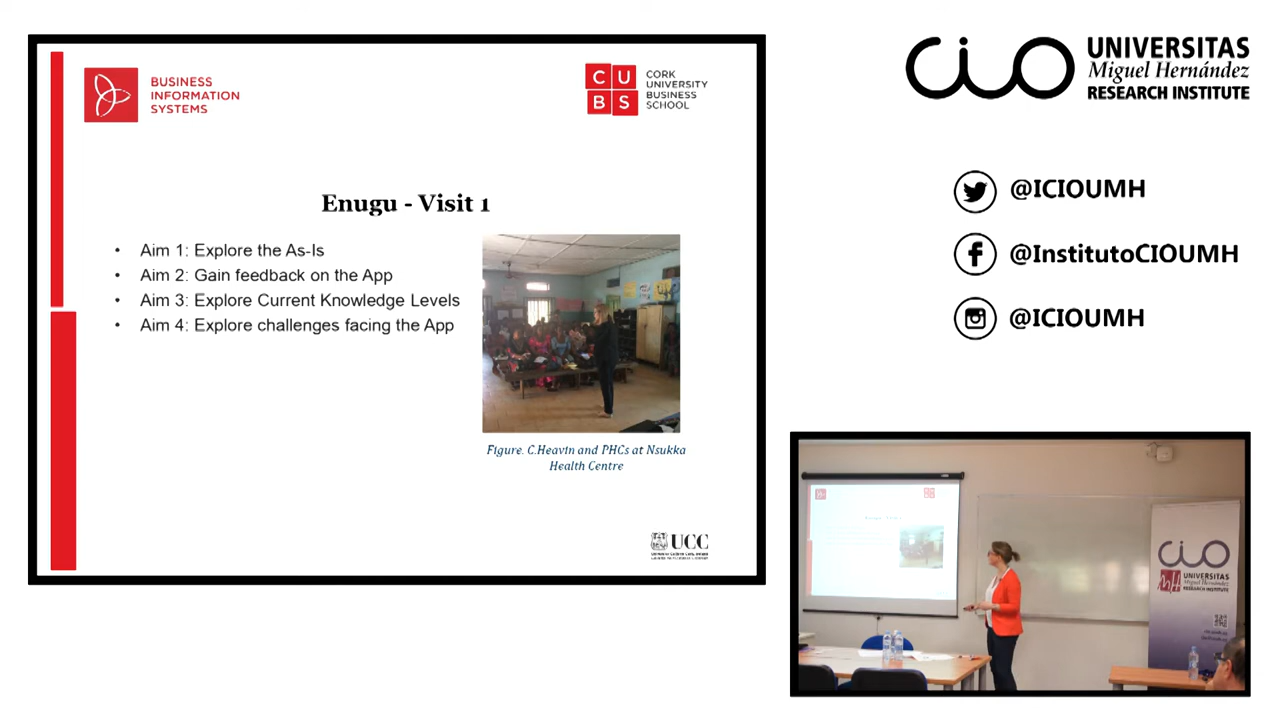 BUSINESS
INFORMATION
SYSTEMS
C U
B S
CORK
UNIVERSITY
BUSINESS
SCHOOL
Enugu - Visit 1
• Aim 1: Explore the As-Is
• Aim 2: Gain feedback on the App
• Aim 3: Explore Current Knowledge Levels
• Aim 4: Explore challenges facing the App
Figure. C.Heavin and PHCs at Nsukka
Health Centre
UCC
cio
UNIVERSITAS
Miguel Hernández
RESEARCH INSTITUTE
@ICIOUMH
@InstitutoCIOUMH
@ICIOUMH
cio
UNIVERSITAS
Miguel Hernández
RESEARCH INSTITUTE